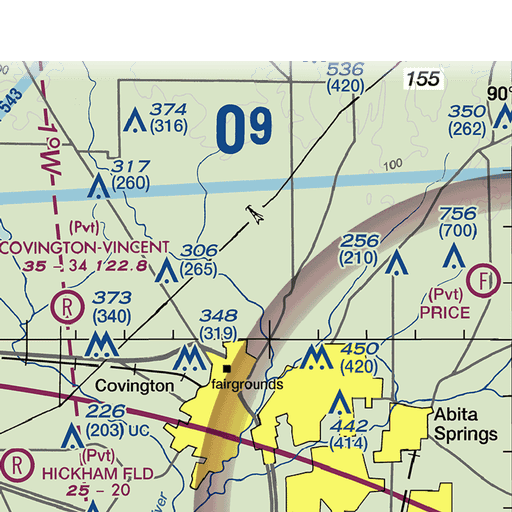 536
(420)
155
90°
543
374
(316)
09
350
(262)
1°W
100
317
(260)
(Pvt)
COVINGTON-VINCENT
35 - 34 122.8
306
(265)
256
(210)
756
(700)
F
(Pvt)
PRICE
R
373
(340)
348
(319)
450
(420)
Covington
fairgrounds
226
(203) UC
442
(414)
Abita
Springs
R
(Pvt)
HICKHAM FLD
25 - 20